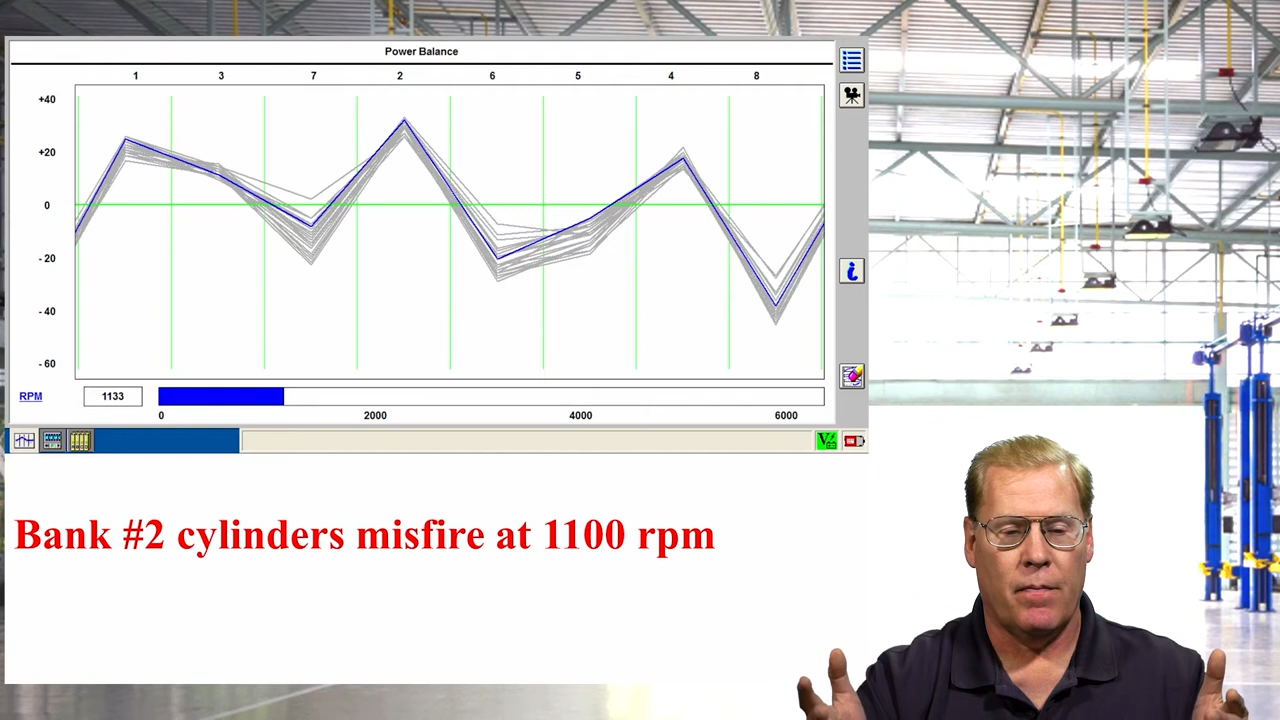 Power Balance
1 3 7 2 6 5 4 8
+40
+20
0
- 20
- 40
- 60
RPM 1133
0 2000 4000 6000
Bank #2 cylinders misfire at 1100 rpm